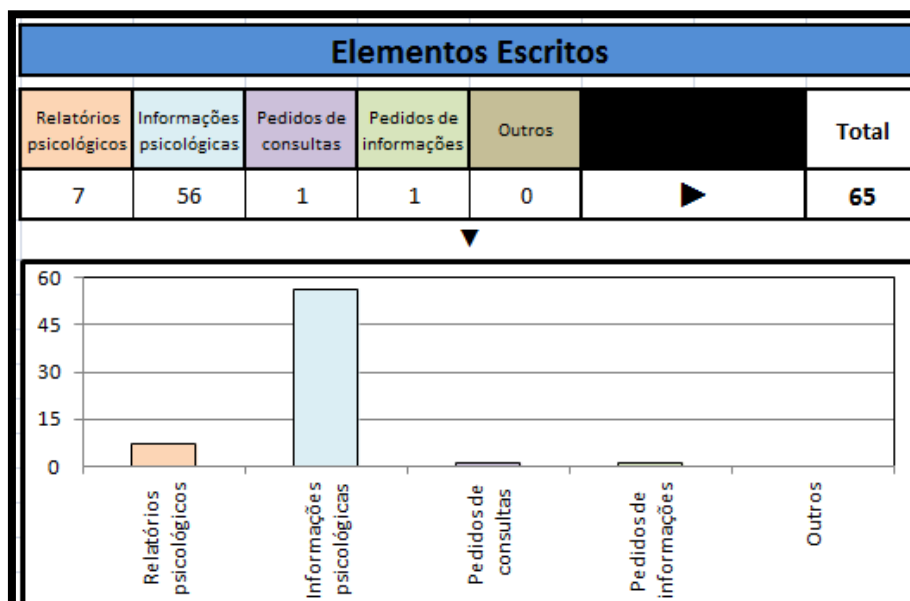 Elementos Escritos
Relatórios psicológicos
Informações psicológicas
Pedidos de consultas
Pedidos de informações
Outros
Total
7 56 1 1 0 ► 65
▼
60
45
30
15
0
Relatórios psicológicos
Informações psicológicas
Pedidos de consultas
Pedidos de informações
Outros